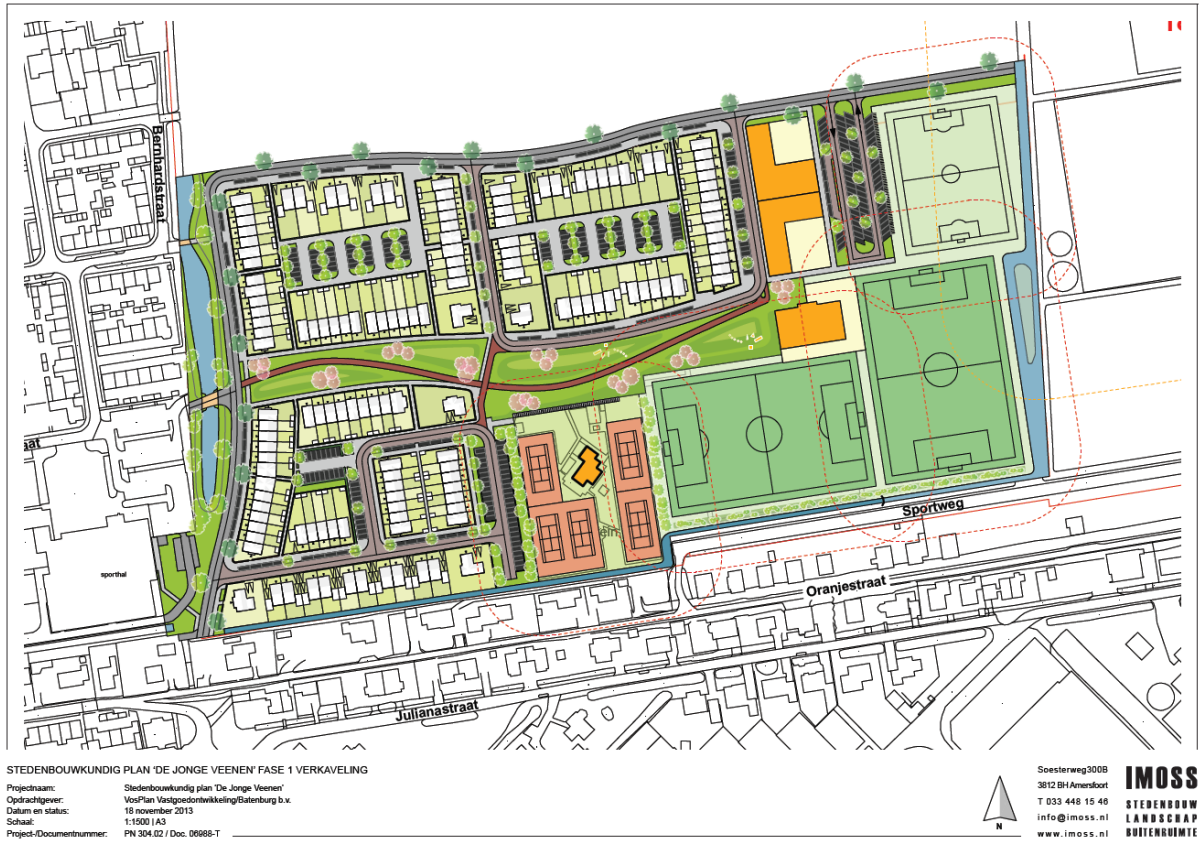 Bernhardstraat
aat
sporthal
Sportweg
Oranjestraat
Julianastraat
STEDENBOUWKUNDIG PLAN 'DE JONGE VEENEN' FASE 1 VERKAVELING
Projectnaam: Stedenbouwkundig plan 'De Jonge Veenen'
Opdrachtgever: VosPlan Vastgoedontwikkeling/Batenburg b.v.
Datum en status: 18 november 2013
Schaal: 1:1500 | A3
Project-/Documentnummer: PN 304.02 / Doc. 06988-T
N
Soesterweg300B
3812 BH Amersfoort
T 033 448 15 46
info@imoss.nl
www.imoss.nl
IMOSS
STEDENBOUW
LANDSCHAP
BUITENRUIMTE